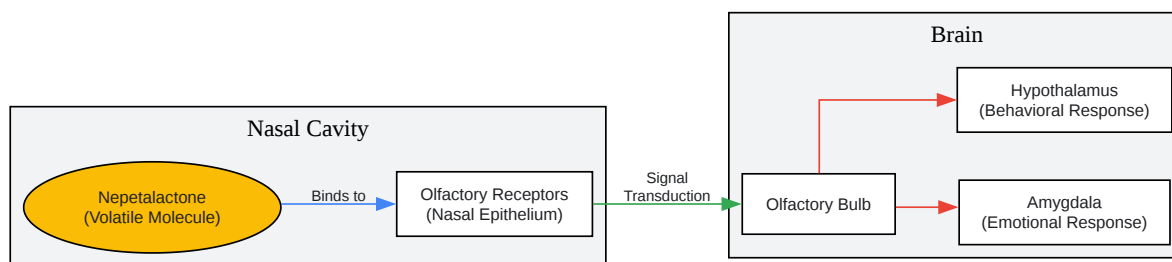 Brain
Hypothalamus
(Behavioral Response)
Nasal Cavity
Nepetalactone
(Volatile Molecule)
Binds to
Olfactory Receptors
(Nasal Epithelium)
Signal
Transduction
Olfactory Bulb
Amygdala
(Emotional Response)